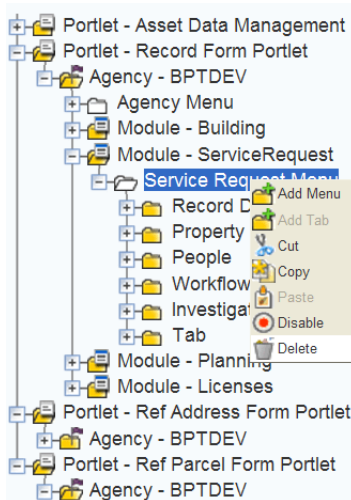 Portlet - Asset Data Management
Portlet - Record Form Portlet
Agency - BPTDEV
Agency Menu
Module - Building
Module - ServiceRequest
Service Request Menu
Record D
Property
People
Workflow
Investigat
Tab
Add Menu
Add Tab
Cut
Copy
Paste
Disable
Delete
Module - Planning
Module - Licenses
Portlet - Ref Address Form Portlet
Agency - BPTDEV
Portlet - Ref Parcel Form Portlet
Agency - BPTDEV